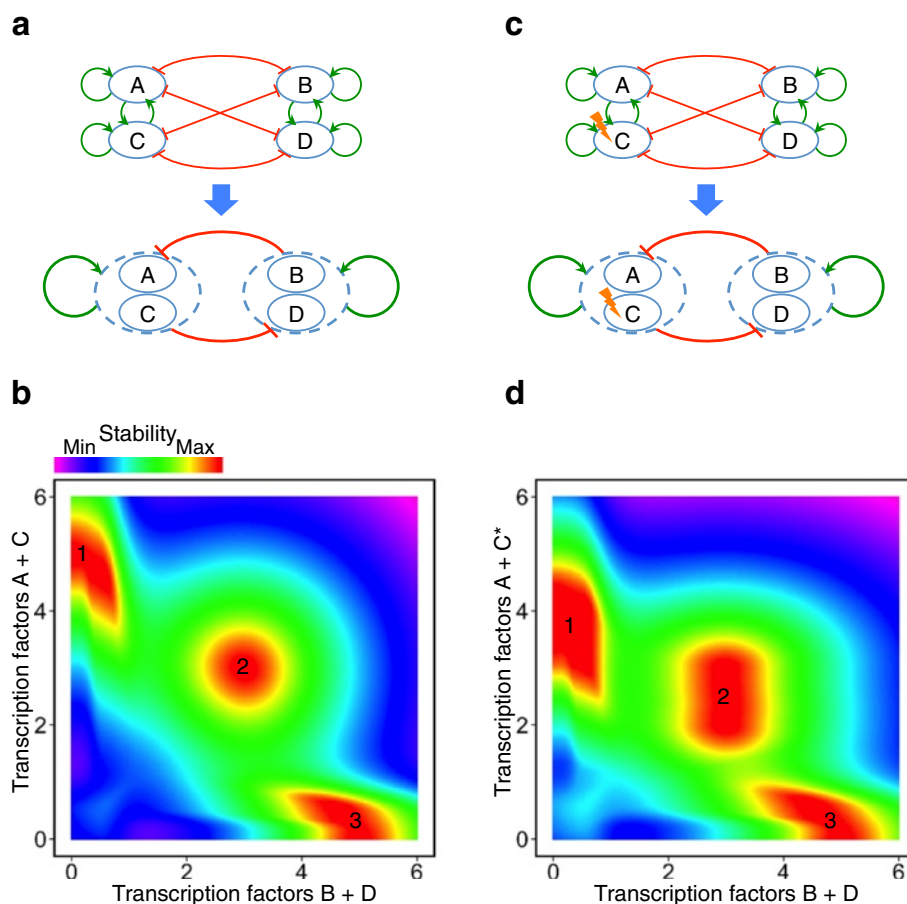 a
A
B
C
D
A
B
C
D
c
A
B
C
D
A
B
C
D
b
Stability
Min
Max
Transcription factors A + C
6
4
2
0
1
2
3
0
2
4
6
Transcription factors B + D
d
Transcription factors A + C*
6
4
2
0
1
2
3
0
2
4
6
Transcription factors B + D